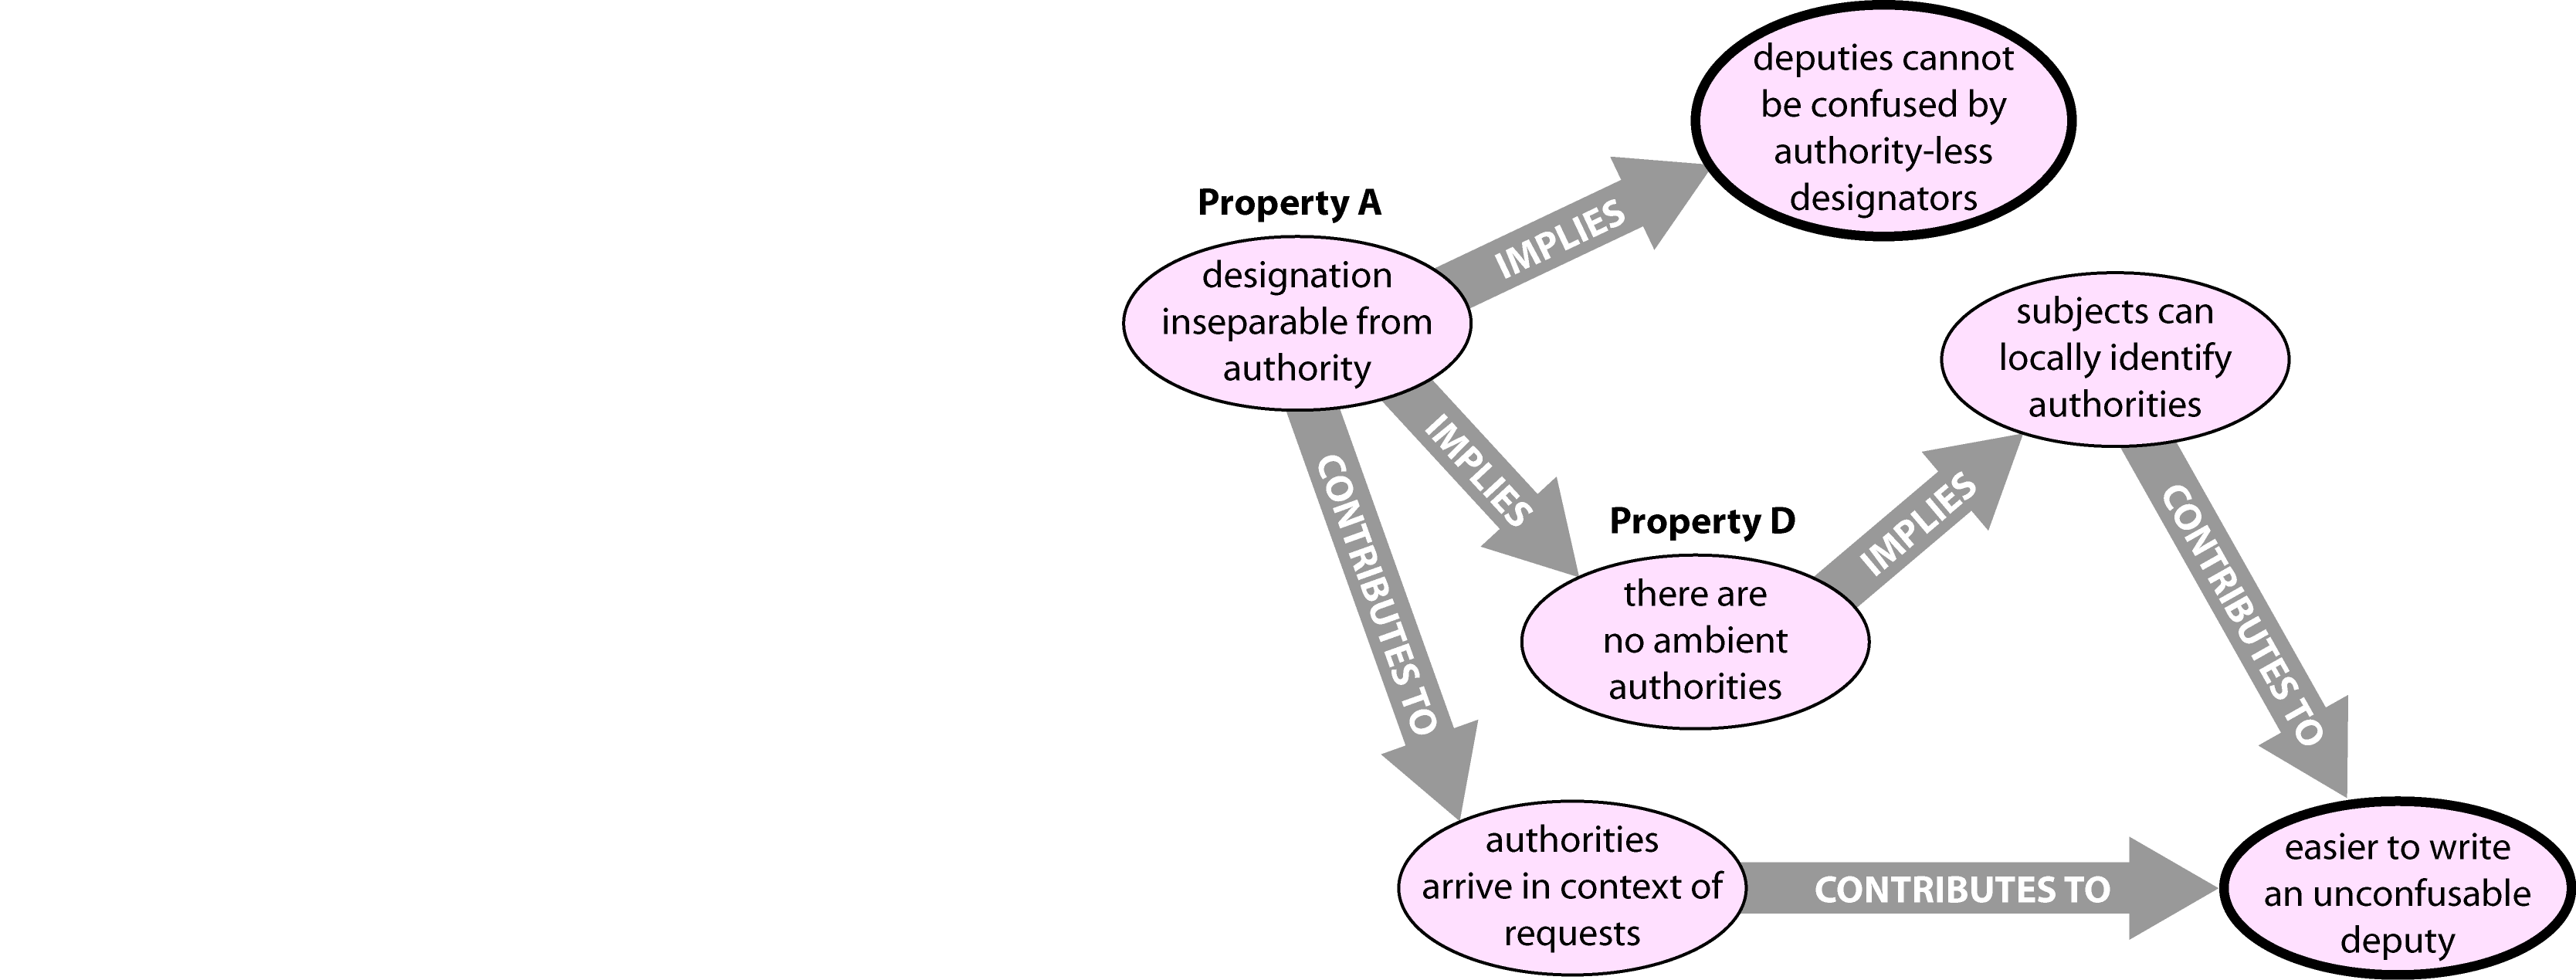 deputies cannot
be confused by
authority-less
designators
Property A
designation
inseparable from
authority
IMPLIES
subjects can
locally identify
authorities
IMPLIES
Property D
there are
no ambient
authorities
IMPLIES
CONTRIBUTES TO
CONTRIBUTES TO
authorities
arrive in context of
requests
CONTRIBUTES TO
easier to write
an unconfusable
deputy